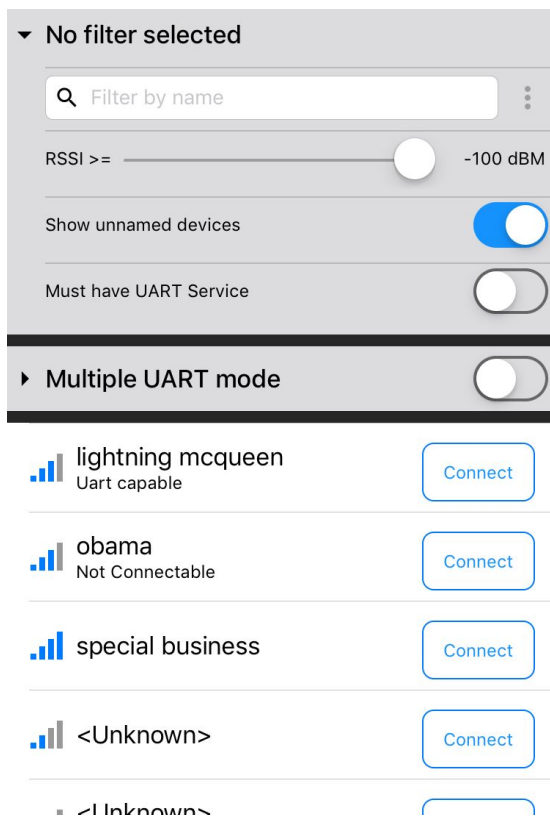 No filter selected
Filter by name
RSSI >= -100 dBM
Show unnamed devices
Must have UART Service
Multiple UART mode
lightning mcqueen
Uart capable
Connect
obama
Not Connectable
Connect
special business
Connect
<Unknown>
Connect
<Unknown>